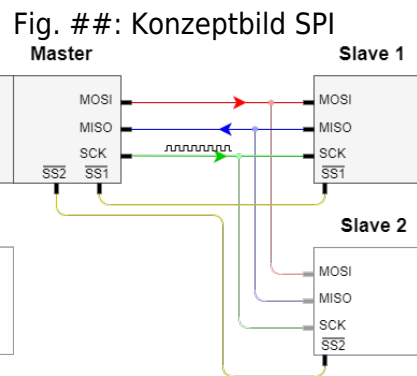 Fig. ##: Konzeptbild SPI
Master
Slave 1
MOSI
MISO
SCK
SS2 SS1
MOSI
MISO
SCK
SS1
Slave 2
MOSI
MISO
SCK
SS2